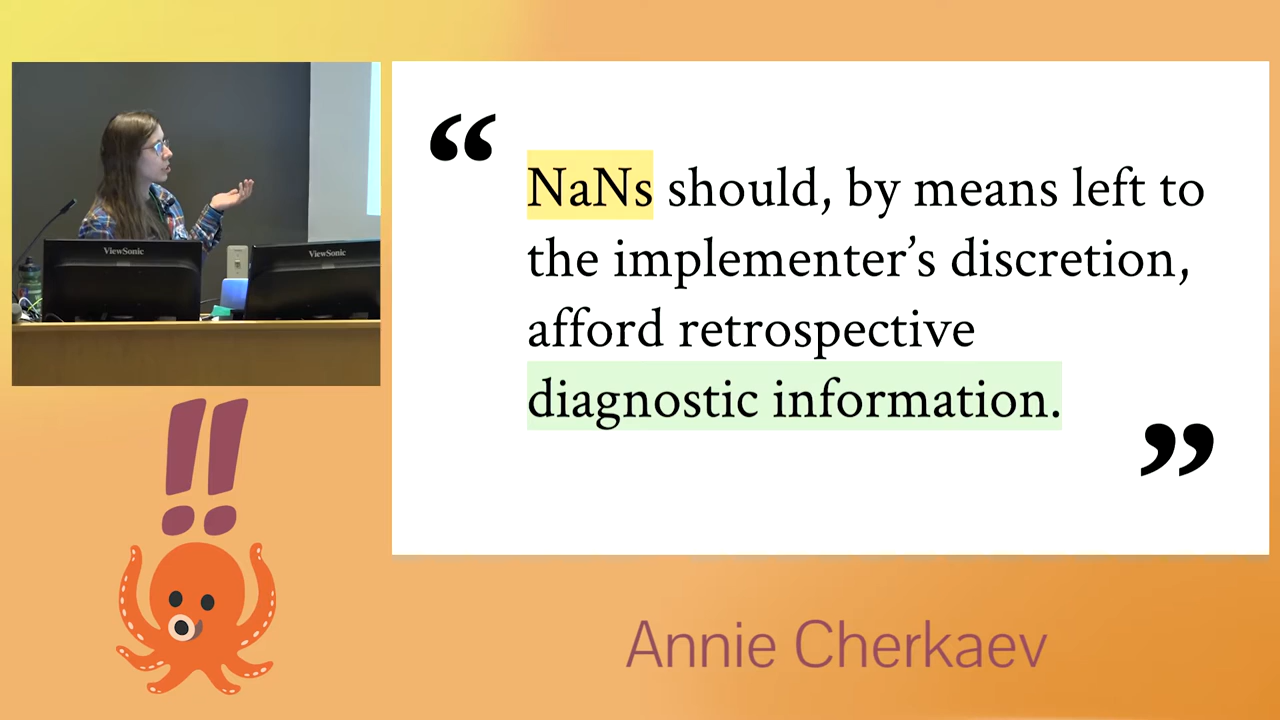 “
NaNs should, by means left to
the implementer’s discretion,
afford retrospective
diagnostic information.
”
ViewSonic
ViewSonic
!!
Annie Cherkaev